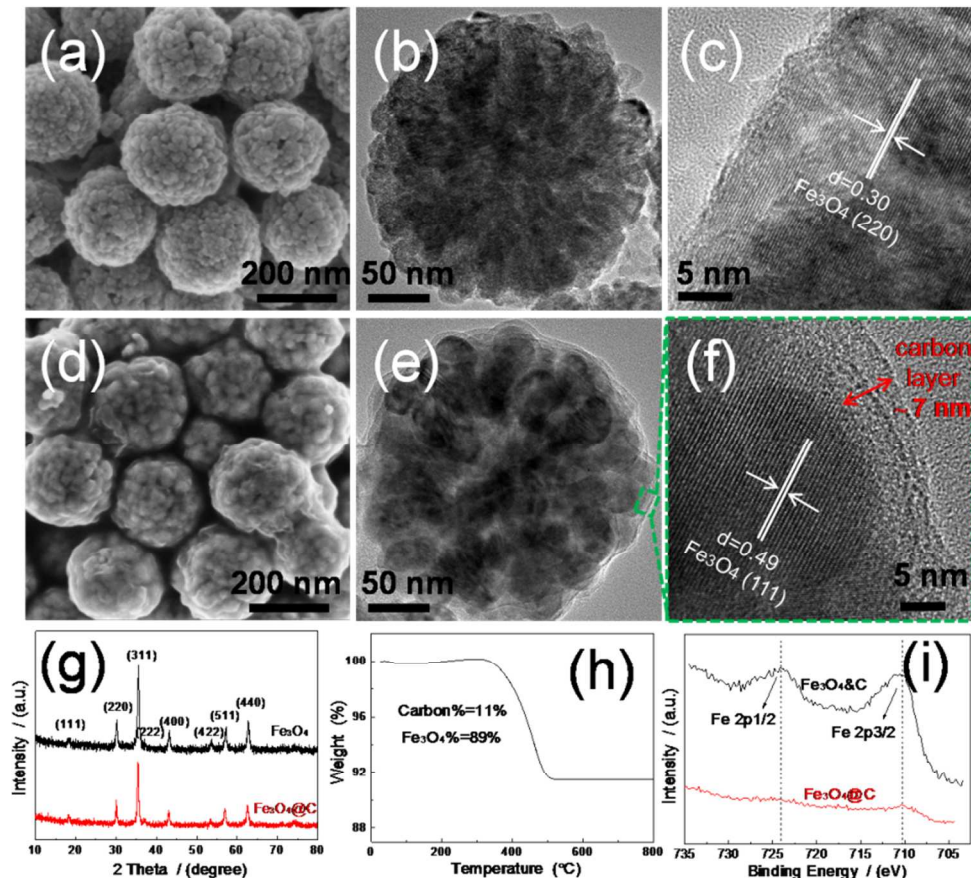 (a)
200 nm
(b)
50 nm
(c)
d=0.30
Fe₃O₄ (220)
5 nm
(d)
200 nm
(e)
50 nm
(f)
carbon
layer
~7 nm
d=0.49
Fe₃O₄ (111)
5 nm
(g)
(111)
(220)
(311)
(222)
(400)
(422)
(511)
(440)
Fe₃O₄
Fe₃O₄@C
Intensity / (a.u.)
10 20 30 40 50 60 70 80
2 Theta / (degree)
(h)
100
96
92
88
Weight (%)
Carbon%=11%
Fe₃O₄%=89%
0 200 400 600 800
Temperature (°C)
(i)
Fe₃O₄&C
Fe 2p1/2
Fe 2p3/2
Fe₃O₄@C
Intensity / (a.u.)
735 730 725 720 715 710 705
Binding Energy / (eV)